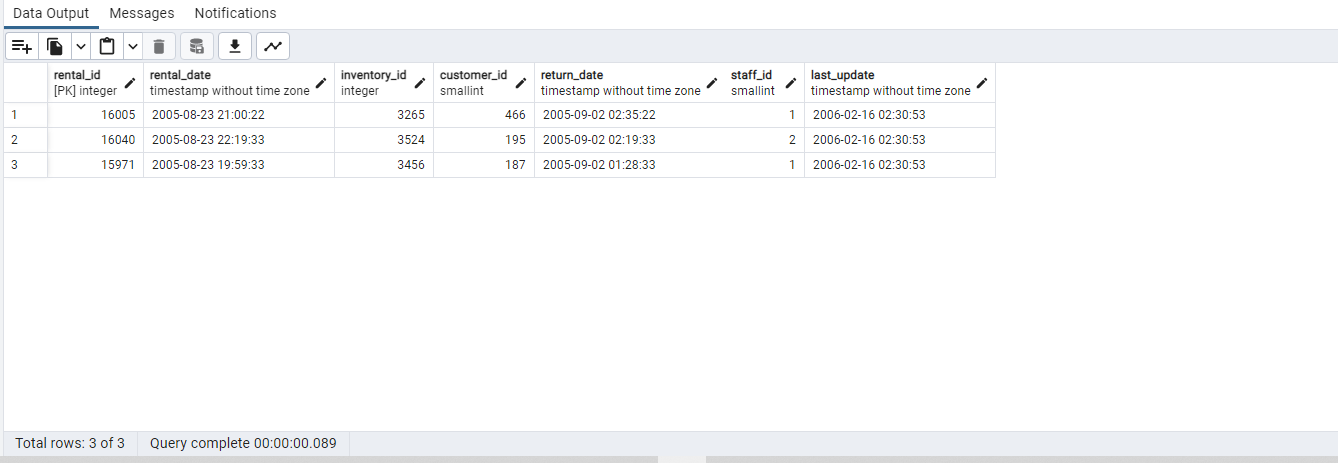 Data Output Messages Notifications
rental_id rental_date inventory_id customer_id return_date staff_id last_update
[PK] integer timestamp without time zone integer smallint timestamp without time zone smallint timestamp without time zone
1 16005 2005-08-23 21:00:22 3265 466 2005-09-02 02:35:22 1 2006-02-16 02:30:53
2 16040 2005-08-23 22:19:33 3524 195 2005-09-02 02:19:33 2 2006-02-16 02:30:53
3 15971 2005-08-23 19:59:33 3456 187 2005-09-02 01:28:33 1 2006-02-16 02:30:53
Total rows: 3 of 3 Query complete 00:00:00.089